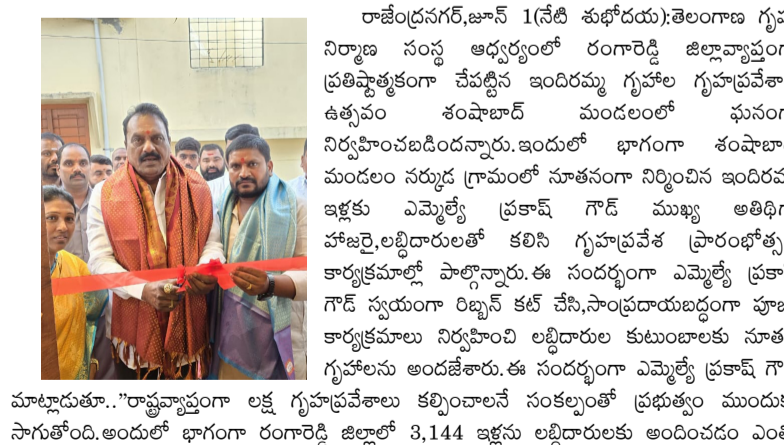 రాజేంద్రనగర్,జూన్ 1(నేటి శుభోదయ):తెలంగాణ గృహ
నిర్మాణ సంస్థ ఆధ్వర్యంలో రంగారెడ్డి జిల్లావ్యాప్తంగ
ప్రతిష్టాత్మకంగా చేపట్టిన ఇందిరమ్మ గృహాల గృహప్రవేశా
ఉత్సవం శంషాబాద్ మండలంలో ఘనంగ
నిర్వహించబడిందన్నారు.ఇందులో భాగంగా శంషాబా
మండలం నర్కుడ గ్రామంలో నూతనంగా నిర్మించిన ఇందిరమ
ఇళ్లకు ఎమ్మెల్యే ప్రకాష్ గౌడ్ ముఖ్య అతిథిగ
హాజరై,లబ్ధిదారులతో కలిసి గృహప్రవేశ ప్రారంభోత్స
కార్యక్రమాల్లో పాల్గొన్నారు.ఈ సందర్భంగా ఎమ్మెల్యే ప్రకా
గౌడ్ స్వయంగా రిబ్బన్ కట్ చేసి,సాంప్రదాయబద్ధంగా పూజ
కార్యక్రమాలు నిర్వహించి లబ్ధిదారుల కుటుంబాలకు నూత
గృహాలను అందజేశారు.ఈ సందర్భంగా ఎమ్మెల్యే ప్రకాష్ గౌ
మాట్లాడుతూ..”రాష్ట్రవ్యాప్తంగా లక్ష గృహప్రవేశాలు కల్పించాలనే సంకల్పంతో ప్రభుత్వం ముందుక
సాగుతోంది.అందులో భాగంగా రంగారెడ్డి జిల్లాలో 3,144 ఇళ్లను లబ్ధిదారులకు అందించడం ఎం